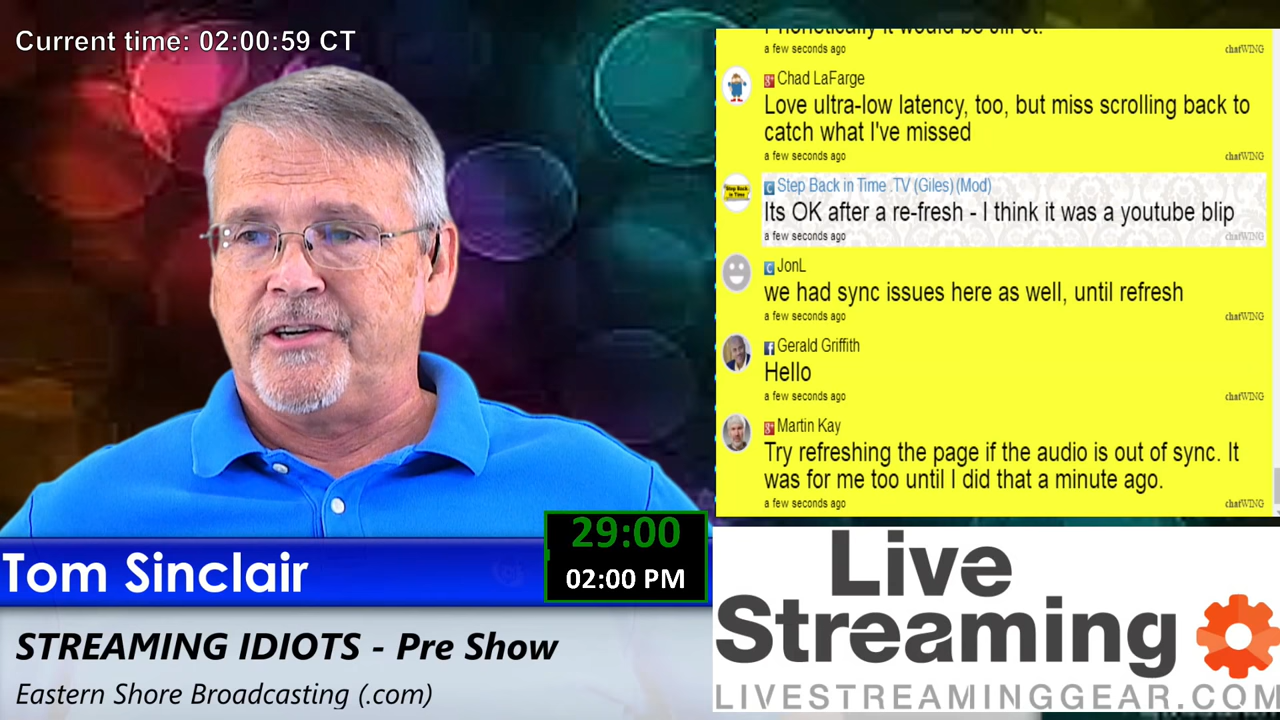 Current time: 02:00:59 CT
a few seconds ago
chatWING
Chad LaFarge
Love ultra-low latency, too, but miss scrolling back to
catch what I've missed
a few seconds ago
chatWING
Step Back in Time .TV (Giles) (Mod)
Its OK after a re-fresh - I think it was a youtube blip
a few seconds ago
chatWING
JonL
we had sync issues here as well, until refresh
a few seconds ago
chatWING
Gerald Griffith
Hello
a few seconds ago
chatWING
Martin Kay
Try refreshing the page if the audio is out of sync. It
was for me too until I did that a minute ago.
a few seconds ago
chatWING
29:00
02:00 PM
Tom Sinclair
STREAMING IDIOTS - Pre Show
Eastern Shore Broadcasting (.com)
Live
Streaming
LIVESTREAMINGGEAR.COM